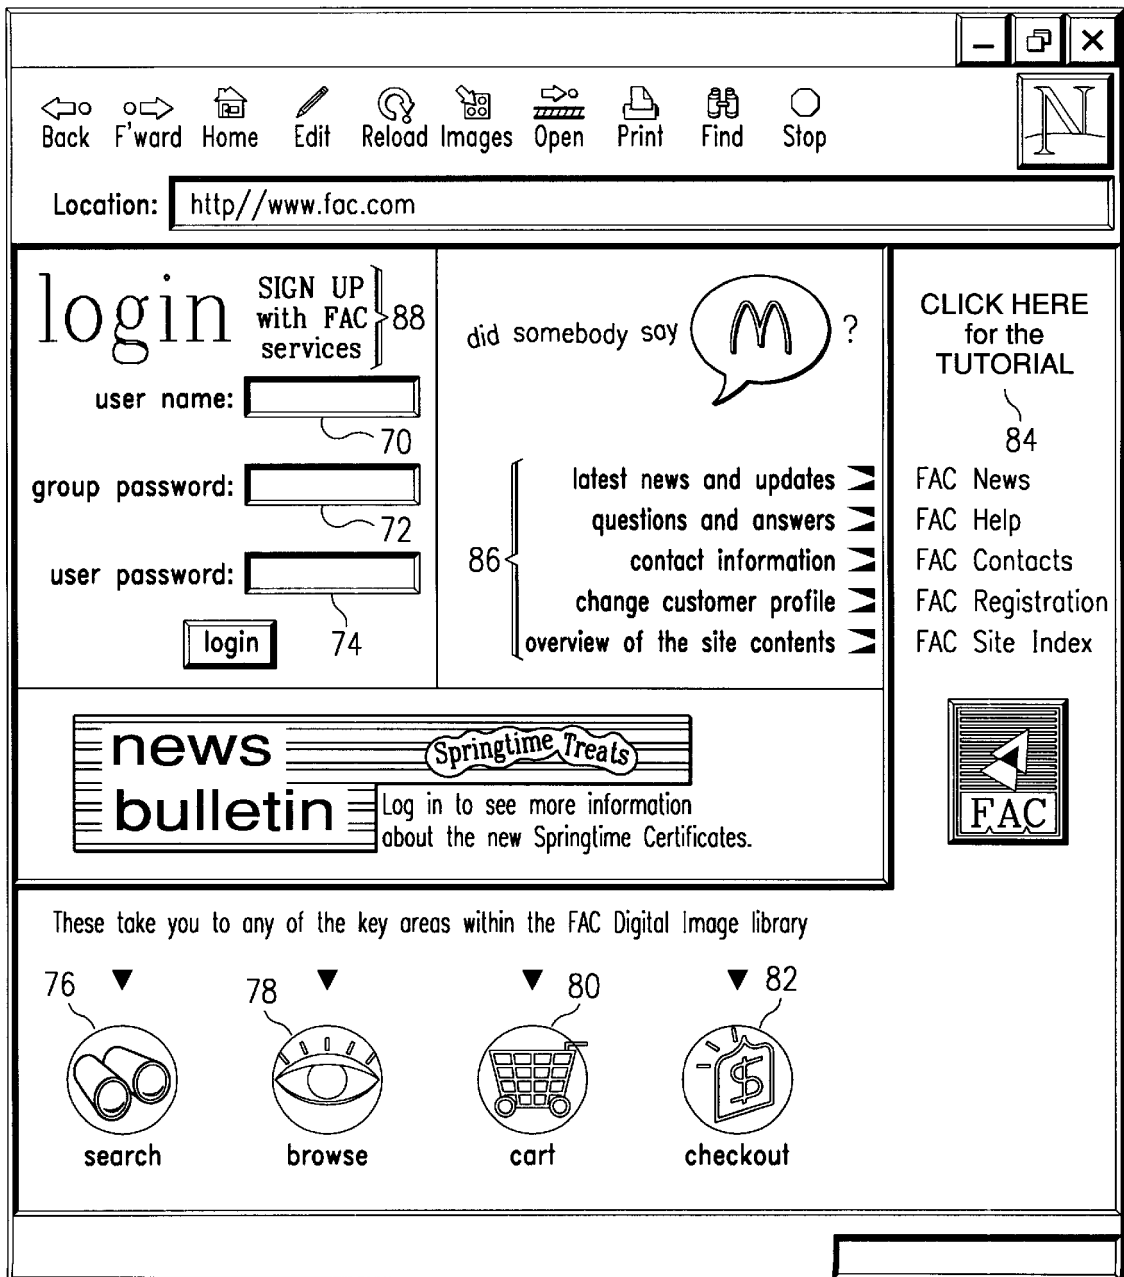 Back F'ward Home Edit Reload Images Open Print Find Stop
N
Location: http//www.fac.com
login
SIGN UP
with FAC
services
88
user name:
70
group password:
72
user password:
74
login
did somebody say M ?
86
latest news and updates
questions and answers
contact information
change customer profile
overview of the site contents
CLICK HERE
for the
TUTORIAL
84
FAC News
FAC Help
FAC Contacts
FAC Registration
FAC Site Index
FAC
news
bulletin
Springtime Treats
Log in to see more information
about the new Springtime Certificates.
These take you to any of the key areas within the FAC Digital Image library
76 78 80 82
$
search browse cart checkout